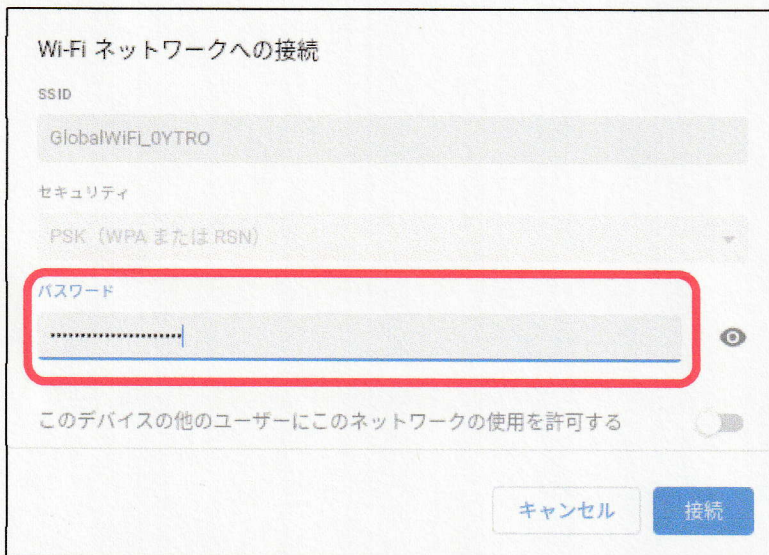 Wi-Fi ネットワークへの接続
SSID
GlobalWiFi_0YTRO
セキュリティ
PSK（WPA または RSN）
パスワード
••••••••••••••••••••••
このデバイスの他のユーザーにこのネットワークの使用を許可する
キャンセル
接続